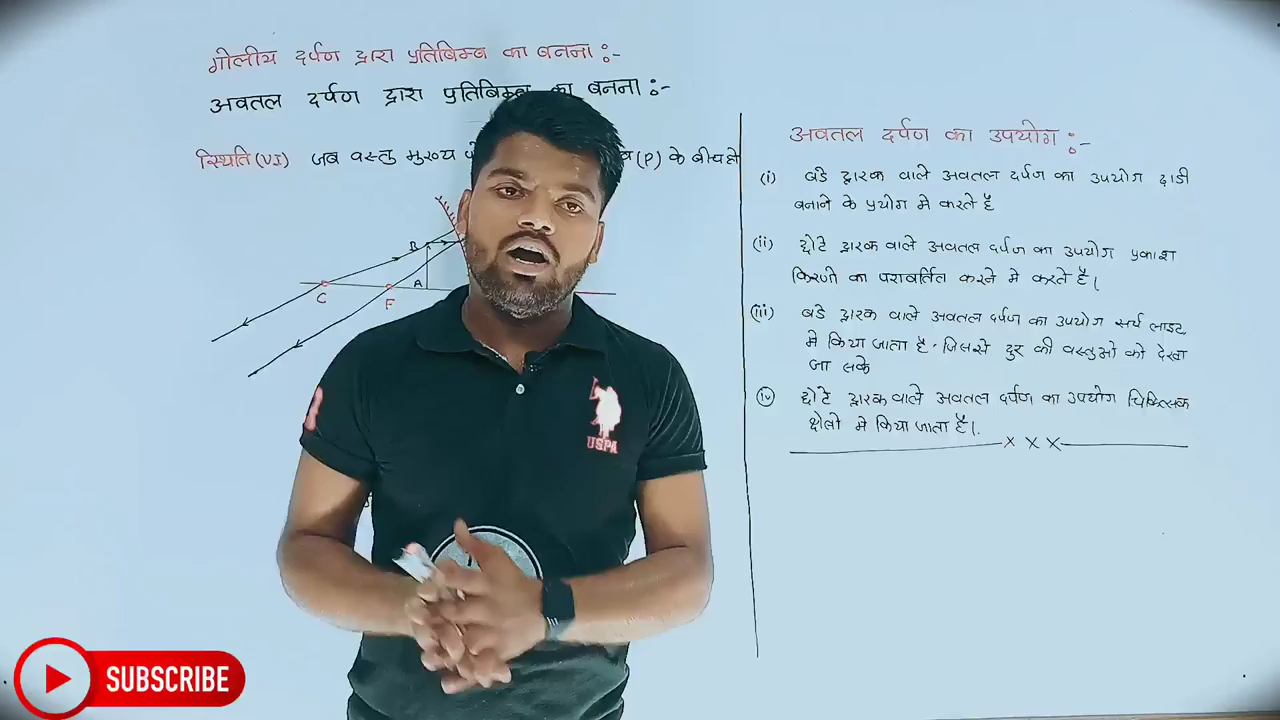 गोलीय दर्पण द्वारा प्रतिबिम्ब का बनना :-
अवतल दर्पण द्वारा प्रतिबिम्ब का बनना :-
स्थिति (VI) जब वस्तु मुख्य (P) के बीच हो
B
C
F
A
अवतल दर्पण का उपयोग :-
(i) बडे द्वारक वाले अवतल दर्पण का उपयोग दाडी
बनाने के प्रयोग मे करते है
(ii) छोटे द्वारक वाले अवतल दर्पण का उपयोग प्रकाश
किरणो का परावर्तित करने मे करते है।
(iii) बडे द्वारक वाले अवतल दर्पण का उपयोग सर्च लाइट
मे किया जाता है. जिससे दुर की वस्तुओ को देखा
जा सके
(iv) छोटे द्वारक वाले अवतल दर्पण का उपयोग चिकित्सक
क्षेत्रो मे किया जाता है।
x x x
USPA
SUBSCRIBE